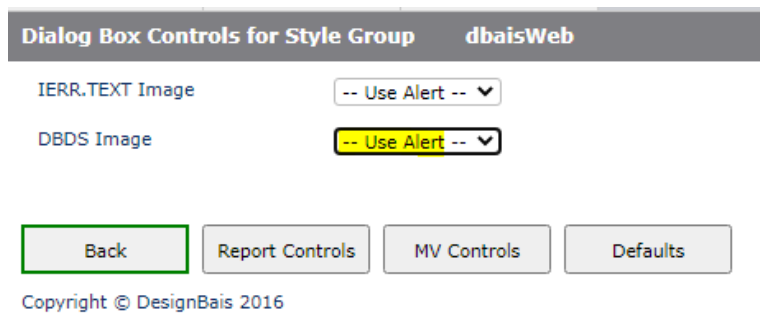 Dialog Box Controls for Style Group dbaisWeb
IERR.TEXT Image -- Use Alert --
DBDS Image -- Use Alert --
Back Report Controls MV Controls Defaults
Copyright © DesignBais 2016